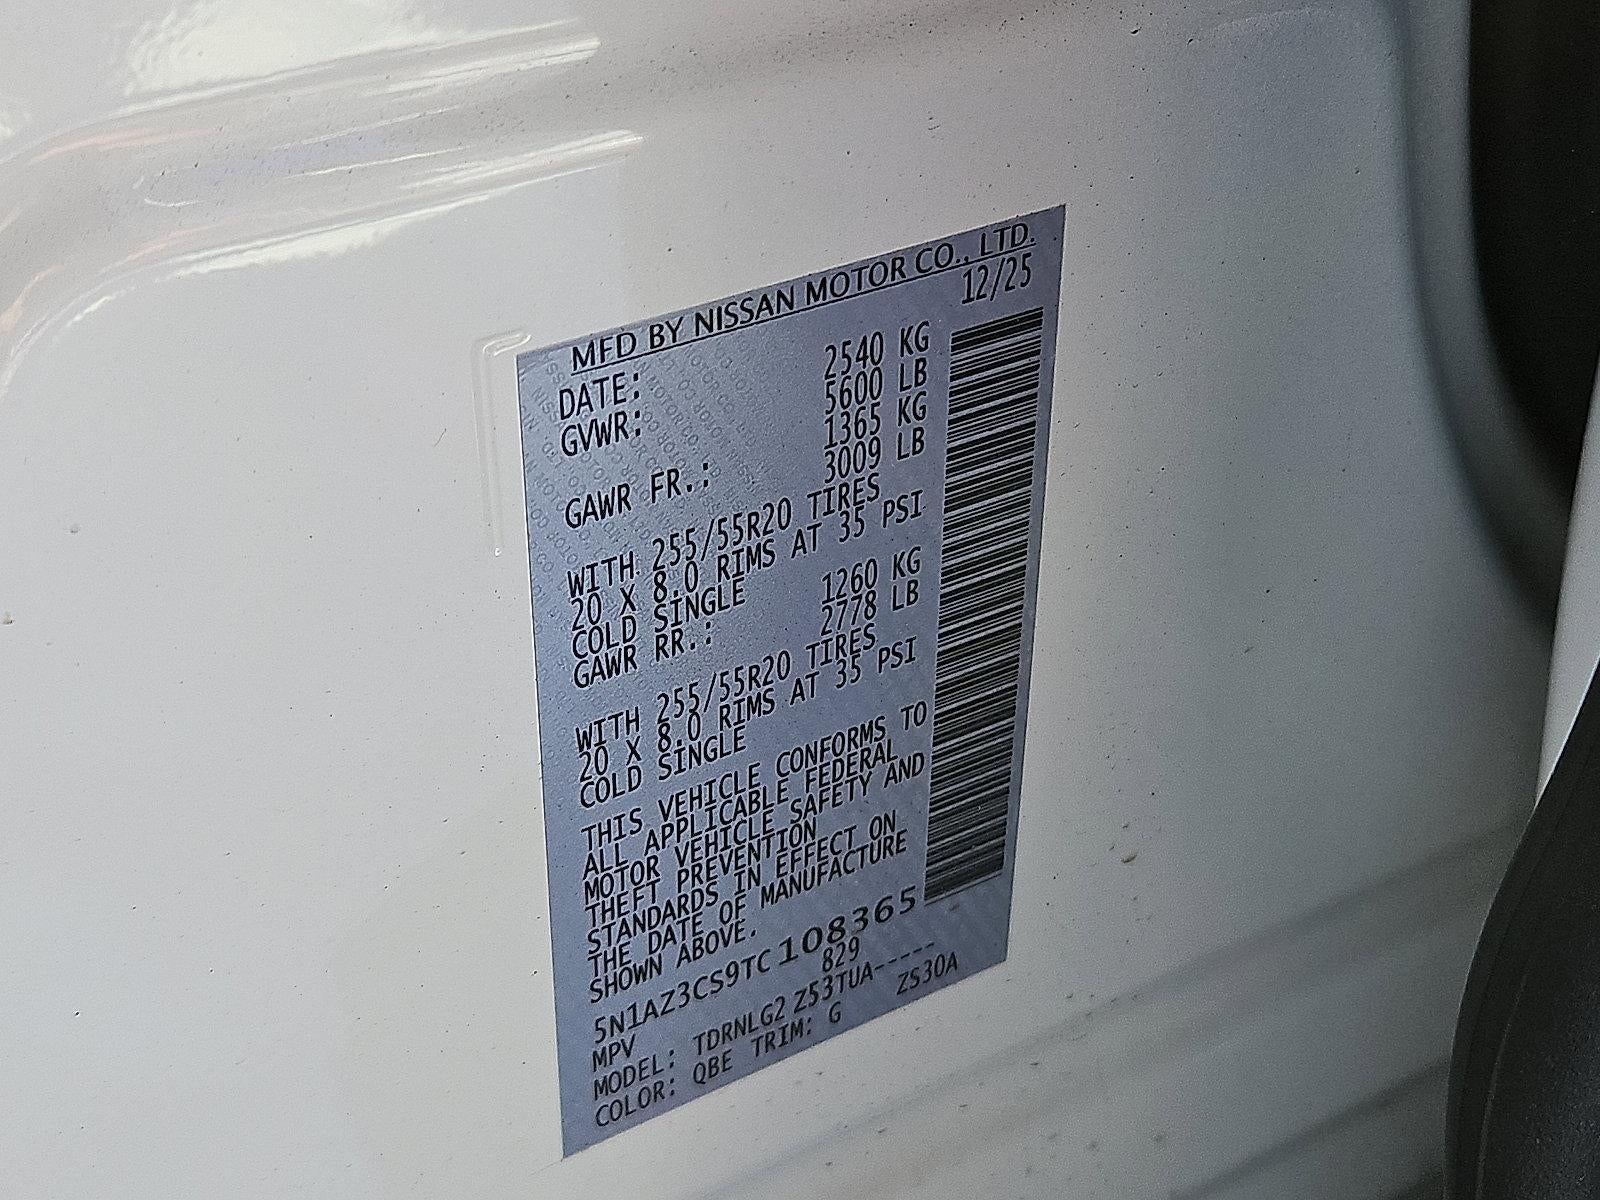 MFD BY NISSAN MOTOR CO., LTD.
DATE: 12/25
GVWR: 2540 KG
5600 LB
GAWR FR.: 1365 KG
3009 LB
WITH 255/55R20 TIRES
20 X 8.0 RIMS AT 35 PSI
COLD SINGLE
GAWR RR.: 1260 KG
2778 LB
WITH 255/55R20 TIRES
20 X 8.0 RIMS AT 35 PSI
COLD SINGLE
THIS VEHICLE CONFORMS TO
ALL APPLICABLE FEDERAL
MOTOR VEHICLE SAFETY AND
THEFT PREVENTION
STANDARDS IN EFFECT ON
THE DATE OF MANUFACTURE
SHOWN ABOVE.
5N1AZ3CS9TC108365
MPV 829
MODEL: TDRNLG2 Z53TUA-----
COLOR: QBE TRIM: G ZS30A